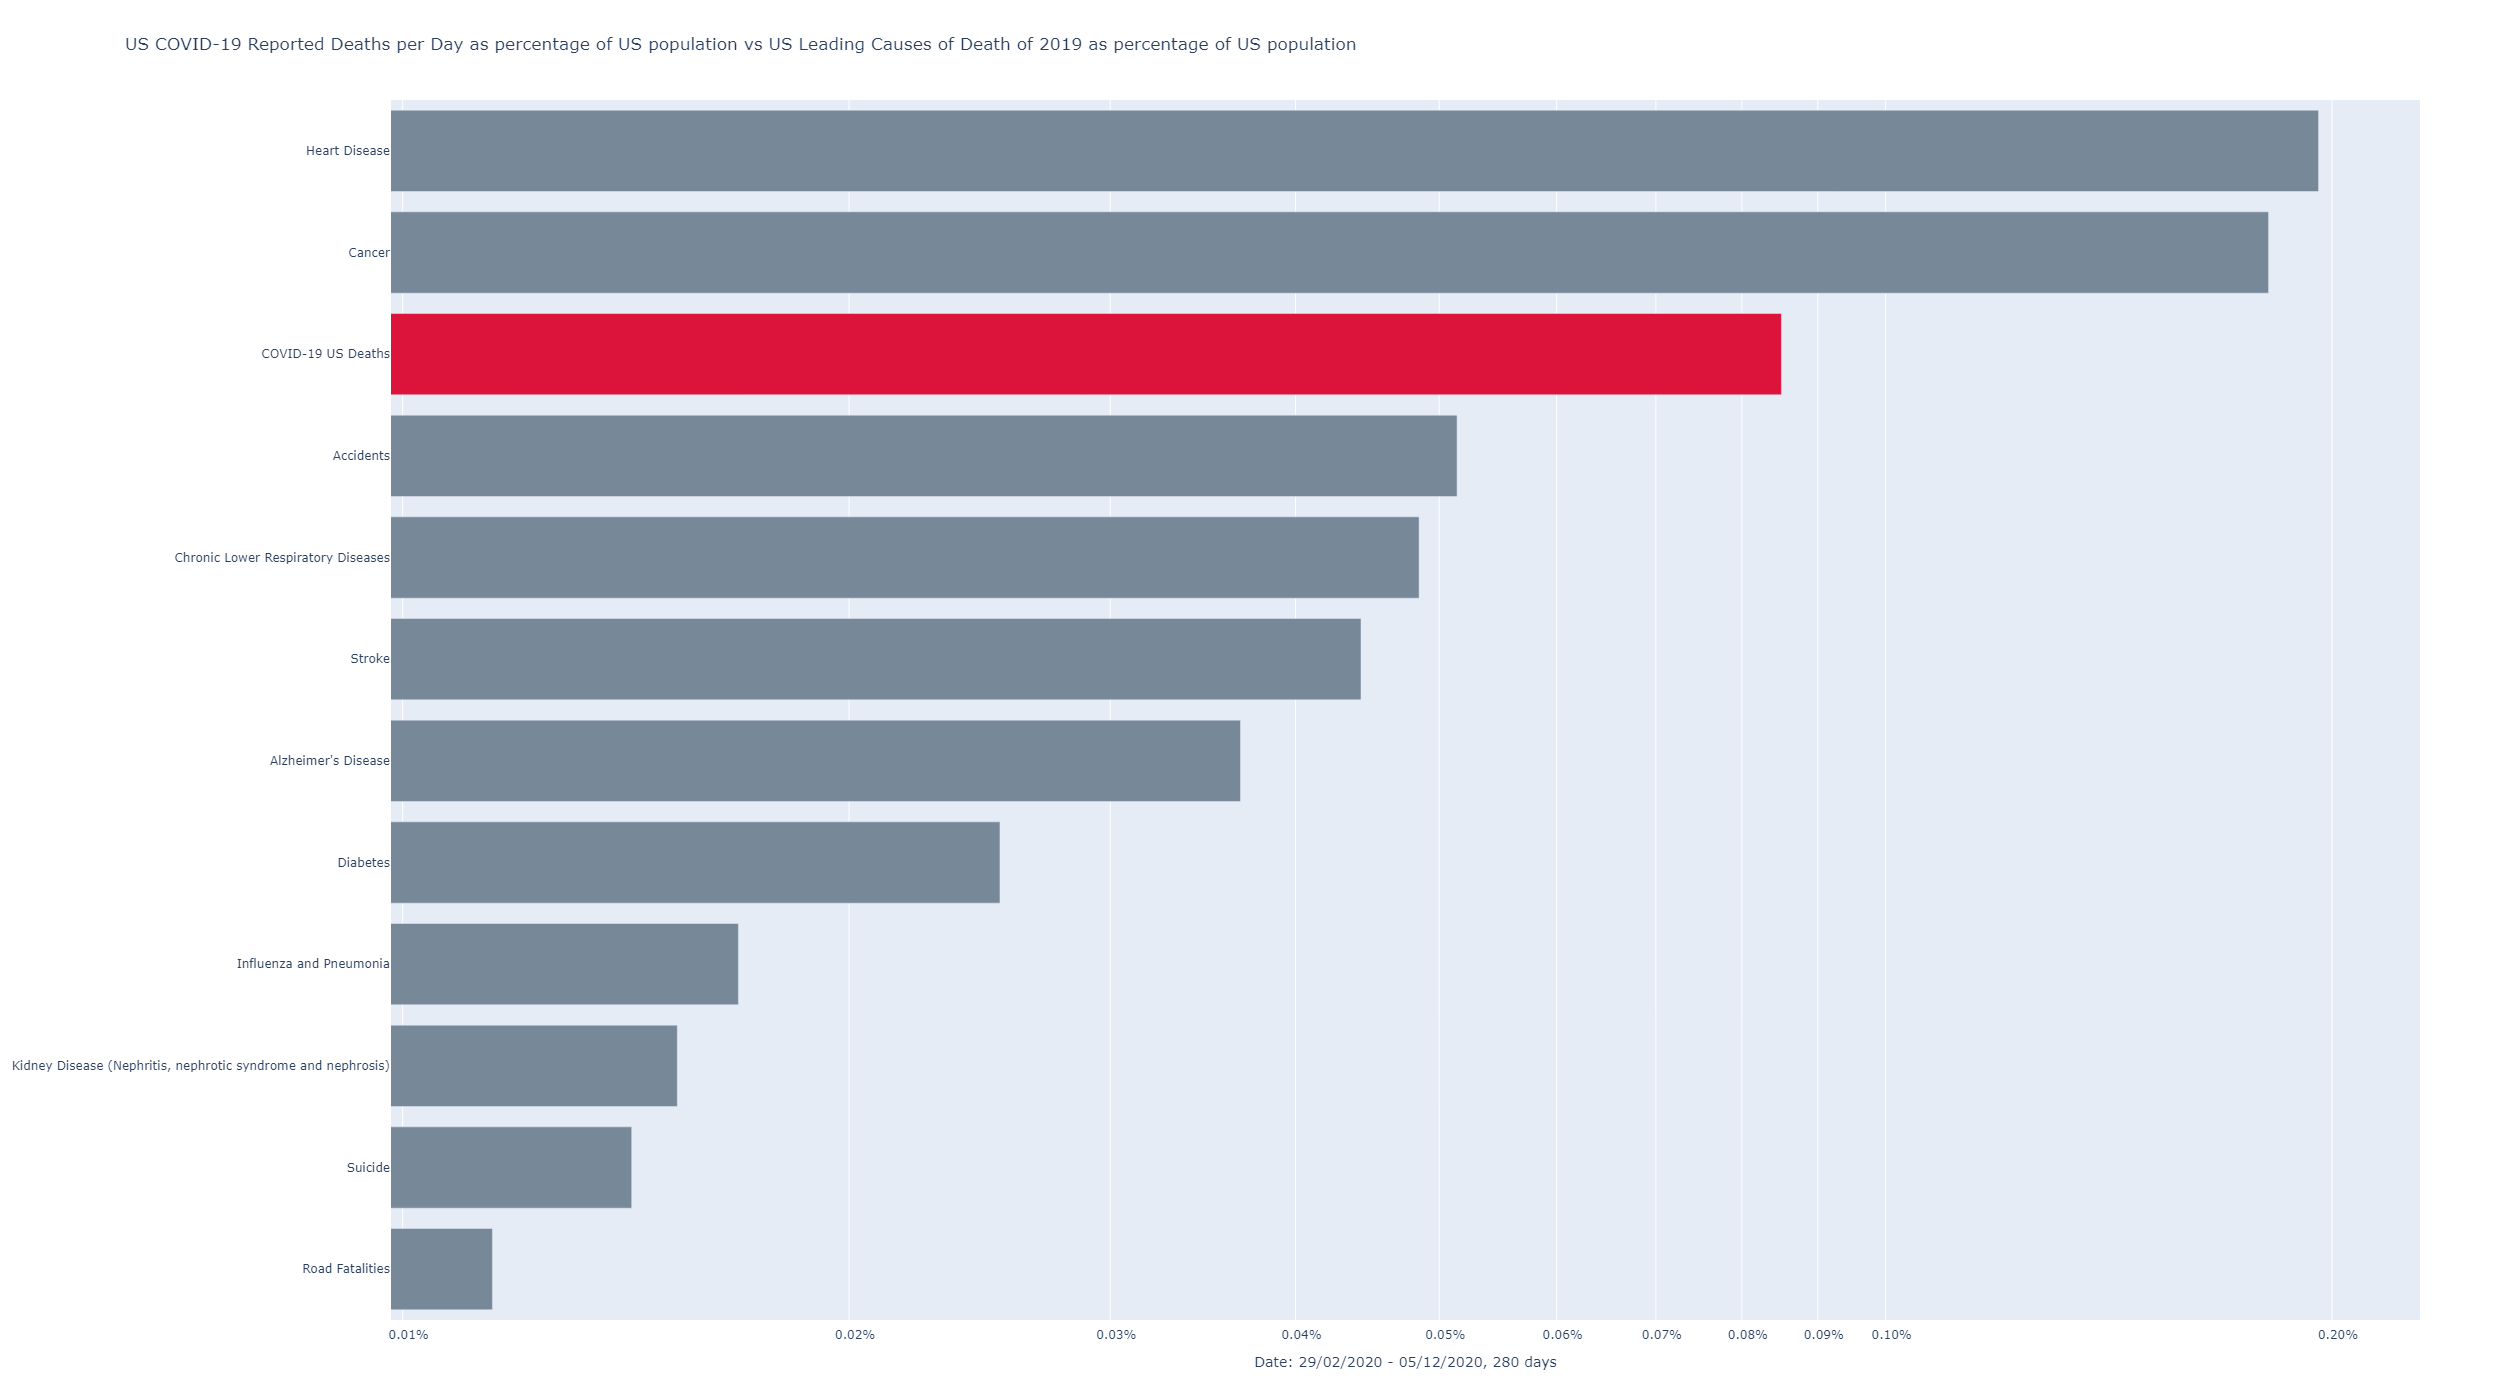 US COVID-19 Reported Deaths per Day as percentage of US population vs US Leading Causes of Death of 2019 as percentage of US population
Heart Disease
Cancer
COVID-19 US Deaths
Accidents
Chronic Lower Respiratory Diseases
Stroke
Alzheimer's Disease
Diabetes
Influenza and Pneumonia
Kidney Disease (Nephritis, nephrotic syndrome and nephrosis)
Suicide
Road Fatalities
0.01% 0.02% 0.03% 0.04% 0.05% 0.06% 0.07% 0.08% 0.09% 0.10% 0.20%
Date: 29/02/2020 - 05/12/2020, 280 days